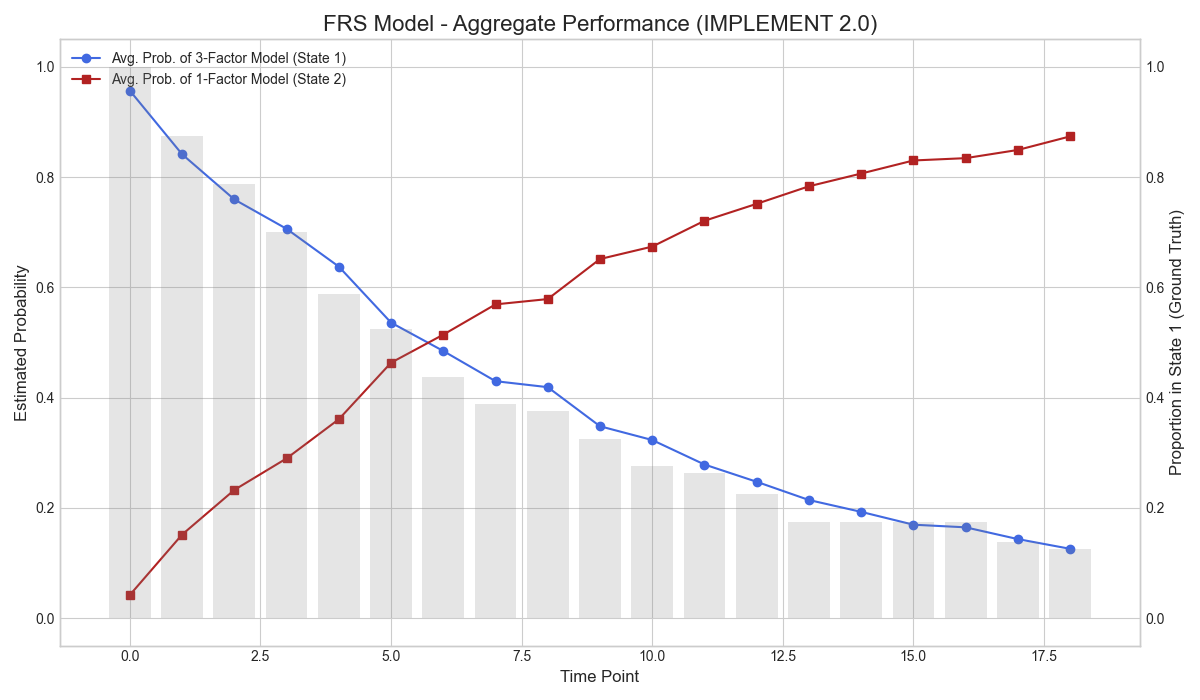 FRS Model - Aggregate Performance (IMPLEMENT 2.0)
Avg. Prob. of 3-Factor Model (State 1)
Avg. Prob. of 1-Factor Model (State 2)
Estimated Probability
1.0
0.8
0.6
0.4
0.2
0.0
1.0
0.8
0.6
0.4
0.2
0.0
Proportion in State 1 (Ground Truth)
0.0 2.5 5.0 7.5 10.0 12.5 15.0 17.5
Time Point